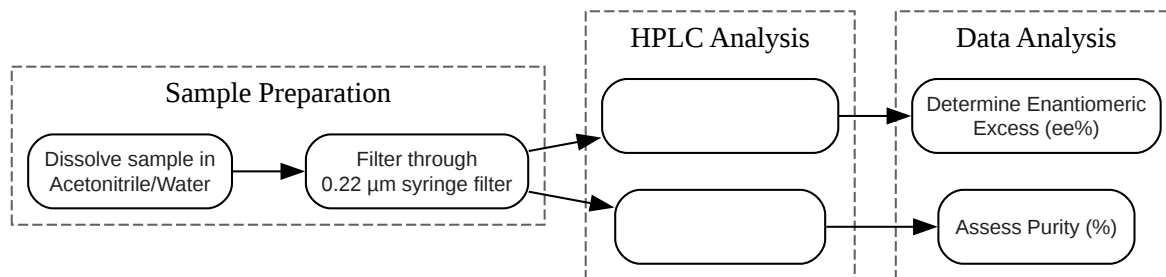 Sample Preparation
Dissolve sample in
Acetonitrile/Water
Filter through
0.22 µm syringe filter
HPLC Analysis
Data Analysis
Determine Enantiomeric
Excess (ee%)
Assess Purity (%)